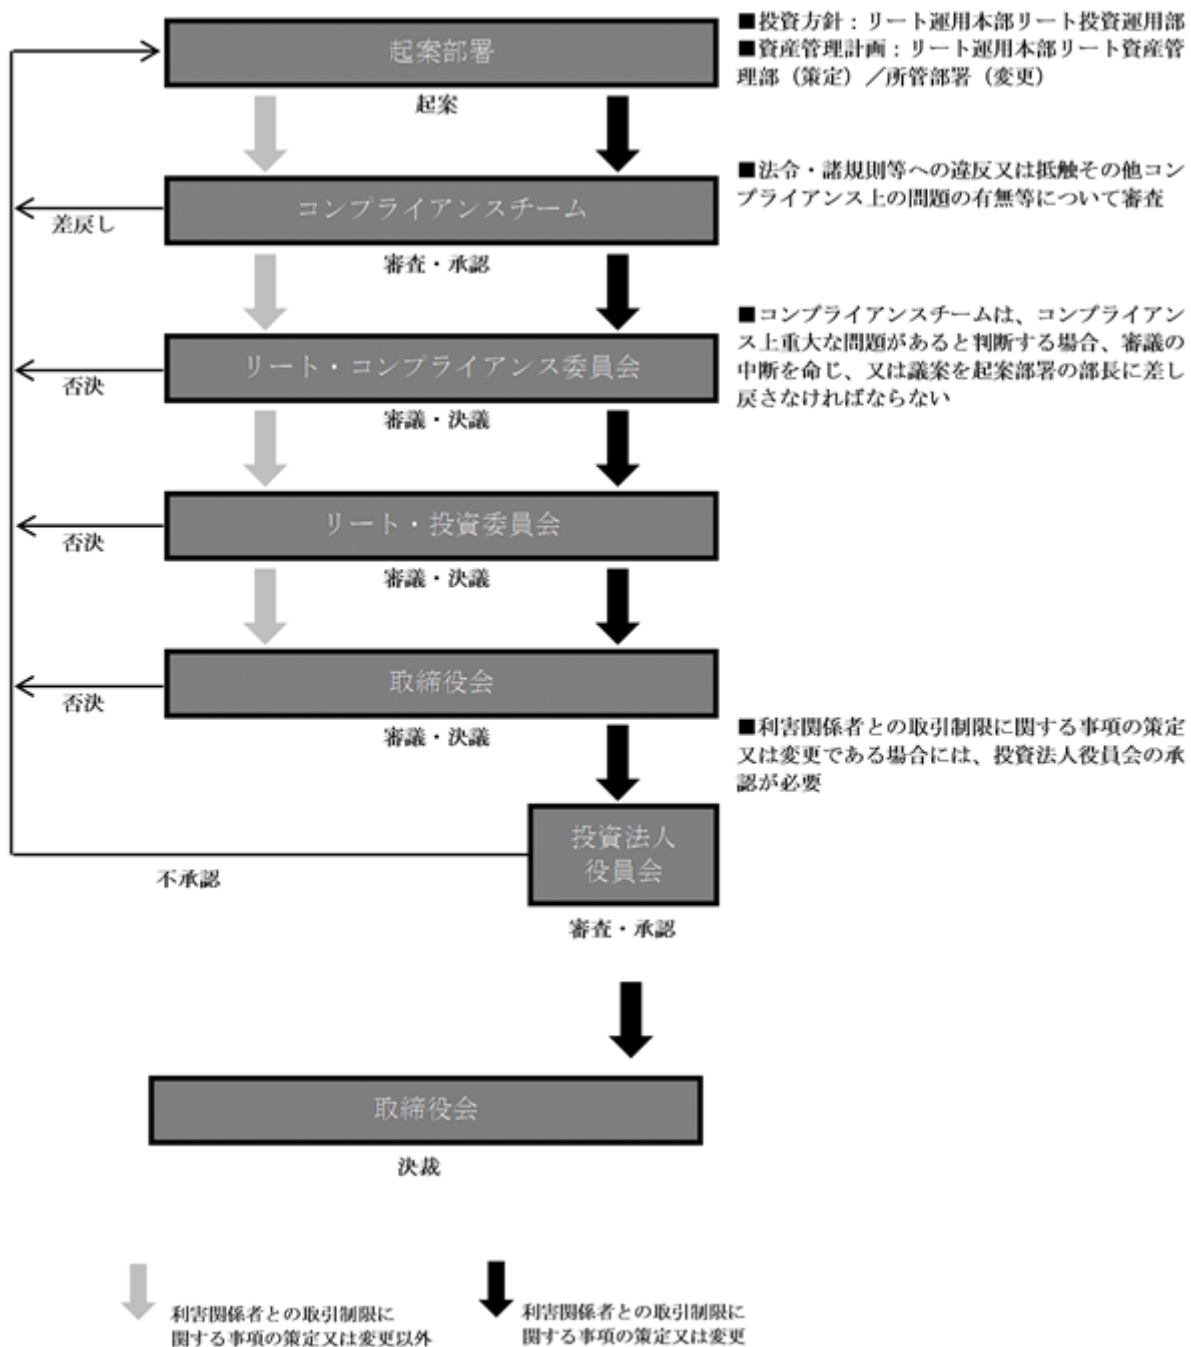 起案部署
■投資方針：リート運用本部リート投資運用部
■資産管理計画：リート運用本部リート資産管
理部（策定）／所管部署（変更）
起案
コンプライアンスチーム
■法令・諸規則等への違反又は抵触その他コン
プライアンス上の問題の有無等について審査
差戻し
審査・承認
リート・コンプライアンス委員会
■コンプライアンスチームは、コンプライアン
ス上重大な問題があると判断する場合、審議の
中断を命じ、又は議案を起案部署の部長に差し
戻さなければならない
否決
審議・決議
リート・投資委員会
否決
審議・決議
取締役会
否決
審議・決議
■利害関係者との取引制限に関する事項の策定
又は変更である場合には、投資法人役員会の承
認が必要
投資法人
役員会
不承認
審査・承認
取締役会
決裁
利害関係者との取引制限に
関する事項の策定又は変更以外
利害関係者との取引制限に
関する事項の策定又は変更